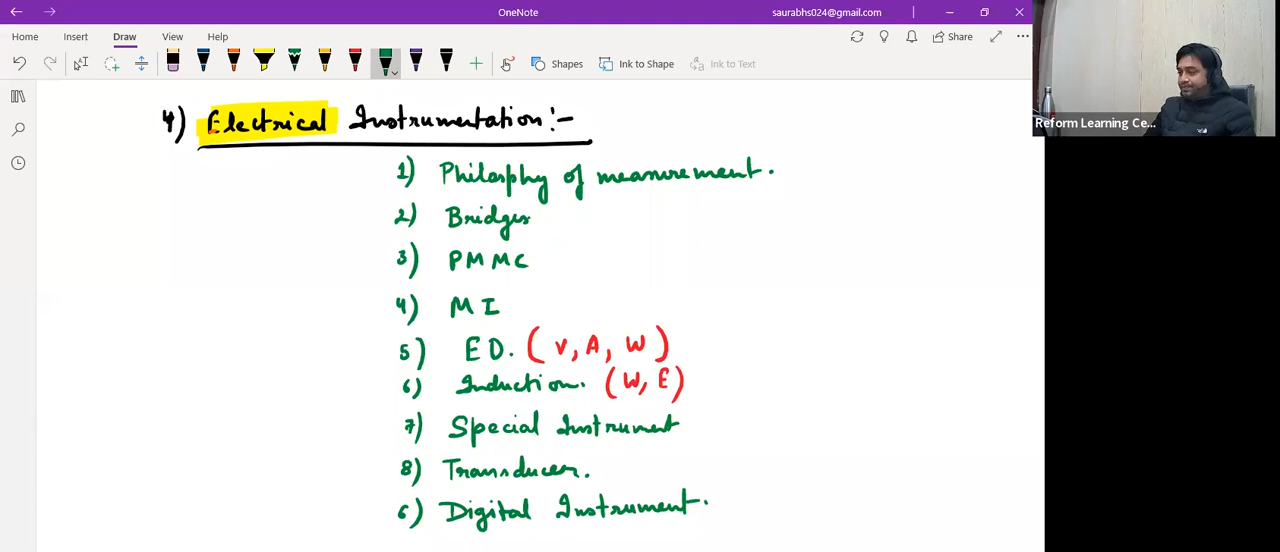 OneNote
saurabhs024@gmail.com
Home Insert Draw View Help
Share
Shapes Ink to Shape Ink to Text
Reform Learning Ce...
4) Electrical Instrumentation:-
1) Philosphy of measurement.
2) Bridges
3) PMMC
4) MI
5) ED. (V, A, W)
6) Induction. (W, E)
7) Special Instrument
8) Transducer.
6) Digital Instrument.